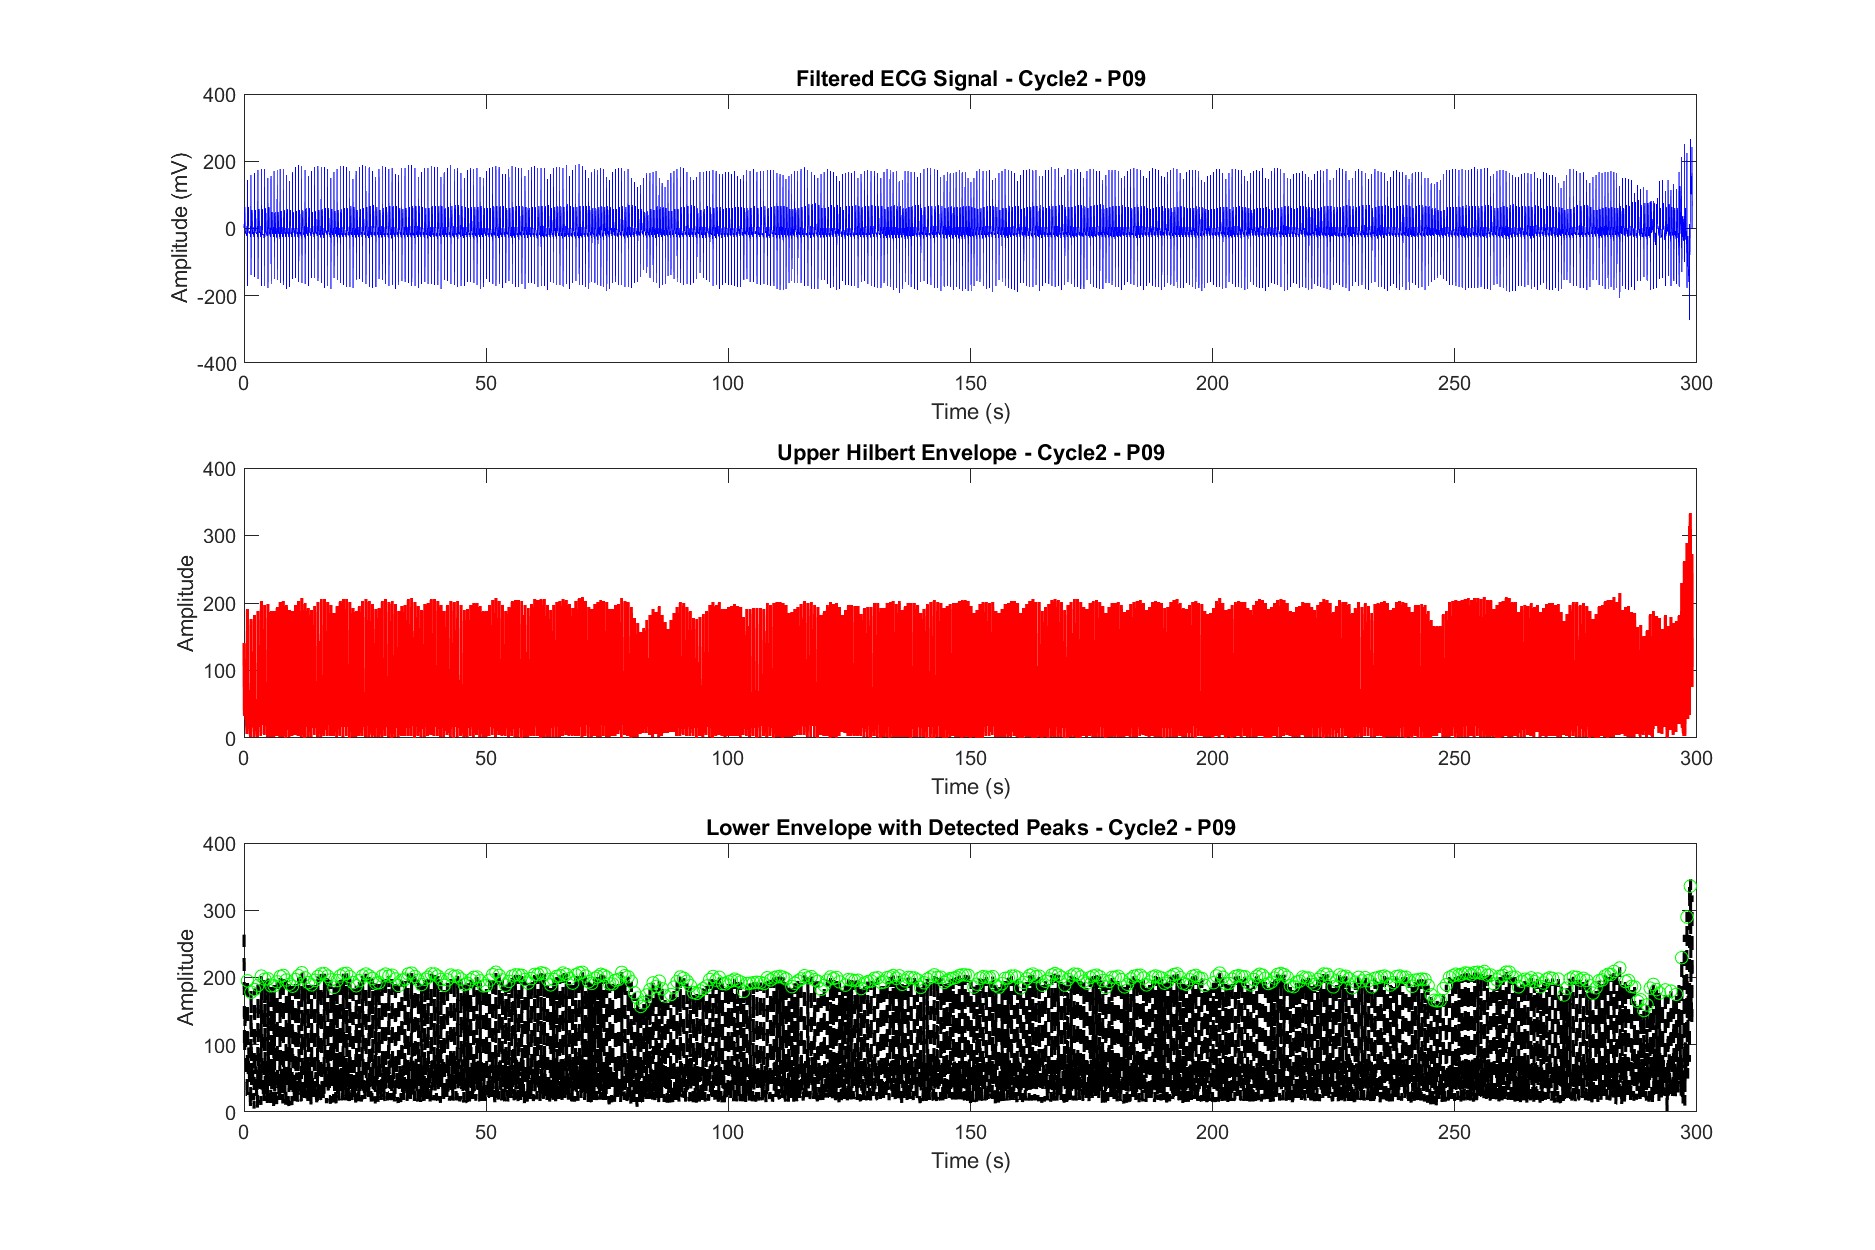 Filtered ECG Signal - Cycle2 - P09
400
200
0
-200
-400
Amplitude (mV)
0 50 100 150 200 250 300
Time (s)
Upper Hilbert Envelope - Cycle2 - P09
400
300
200
100
0
Amplitude
0 50 100 150 200 250 300
Time (s)
Lower Envelope with Detected Peaks - Cycle2 - P09
400
300
200
100
0
Amplitude
0 50 100 150 200 250 300
Time (s)